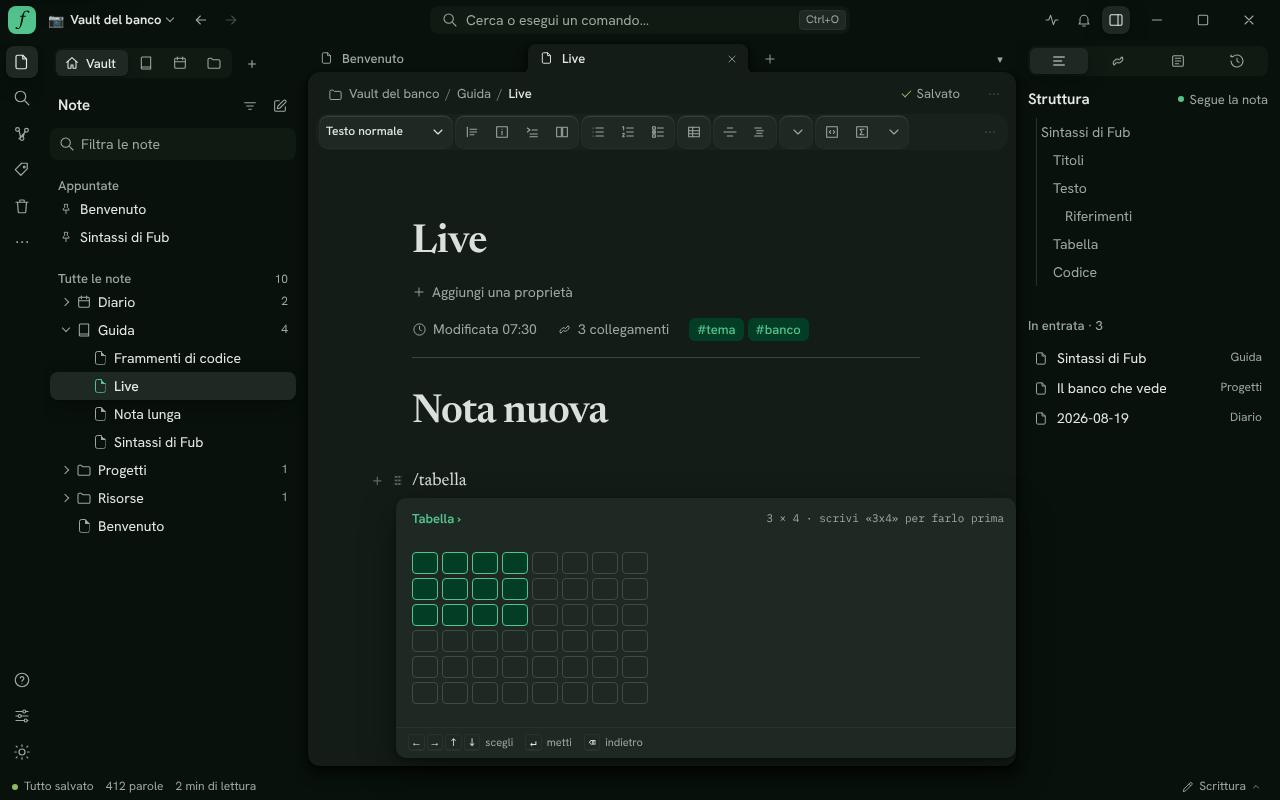 Vault del banco
Cerca o esegui un comando…
Ctrl+O
Vault
Note
Filtra le note
Appuntate
Benvenuto
Sintassi di Fub
Tutte le note 10
Diario 2
Guida 4
Frammenti di codice
Live
Nota lunga
Sintassi di Fub
Progetti 1
Risorse 1
Benvenuto
Benvenuto
Live
Vault del banco / Guida / Live
Salvato
Testo normale
Live
Aggiungi una proprietà
Modificata 07:30
3 collegamenti
#tema
#banco
Nota nuova
/tabella
Tabella ›
3 × 4 · scrivi «3x4» per farlo prima
← → ↑ ↓ scegli ↵ metti ⌫ indietro
Struttura
Segue la nota
Sintassi di Fub
Titoli
Testo
Riferimenti
Tabella
Codice
In entrata · 3
Sintassi di Fub Guida
Il banco che vede Progetti
2026-08-19 Diario
Tutto salvato 412 parole 2 min di lettura
Scrittura